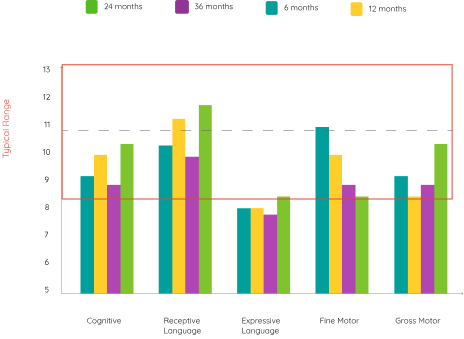 24 months
36 months
6 months
12 months
Typical Range
13
12
11
10
9
8
7
6
5
Cognitive
Receptive
Language
Expressive
Language
Fine Motor
Gross Motor